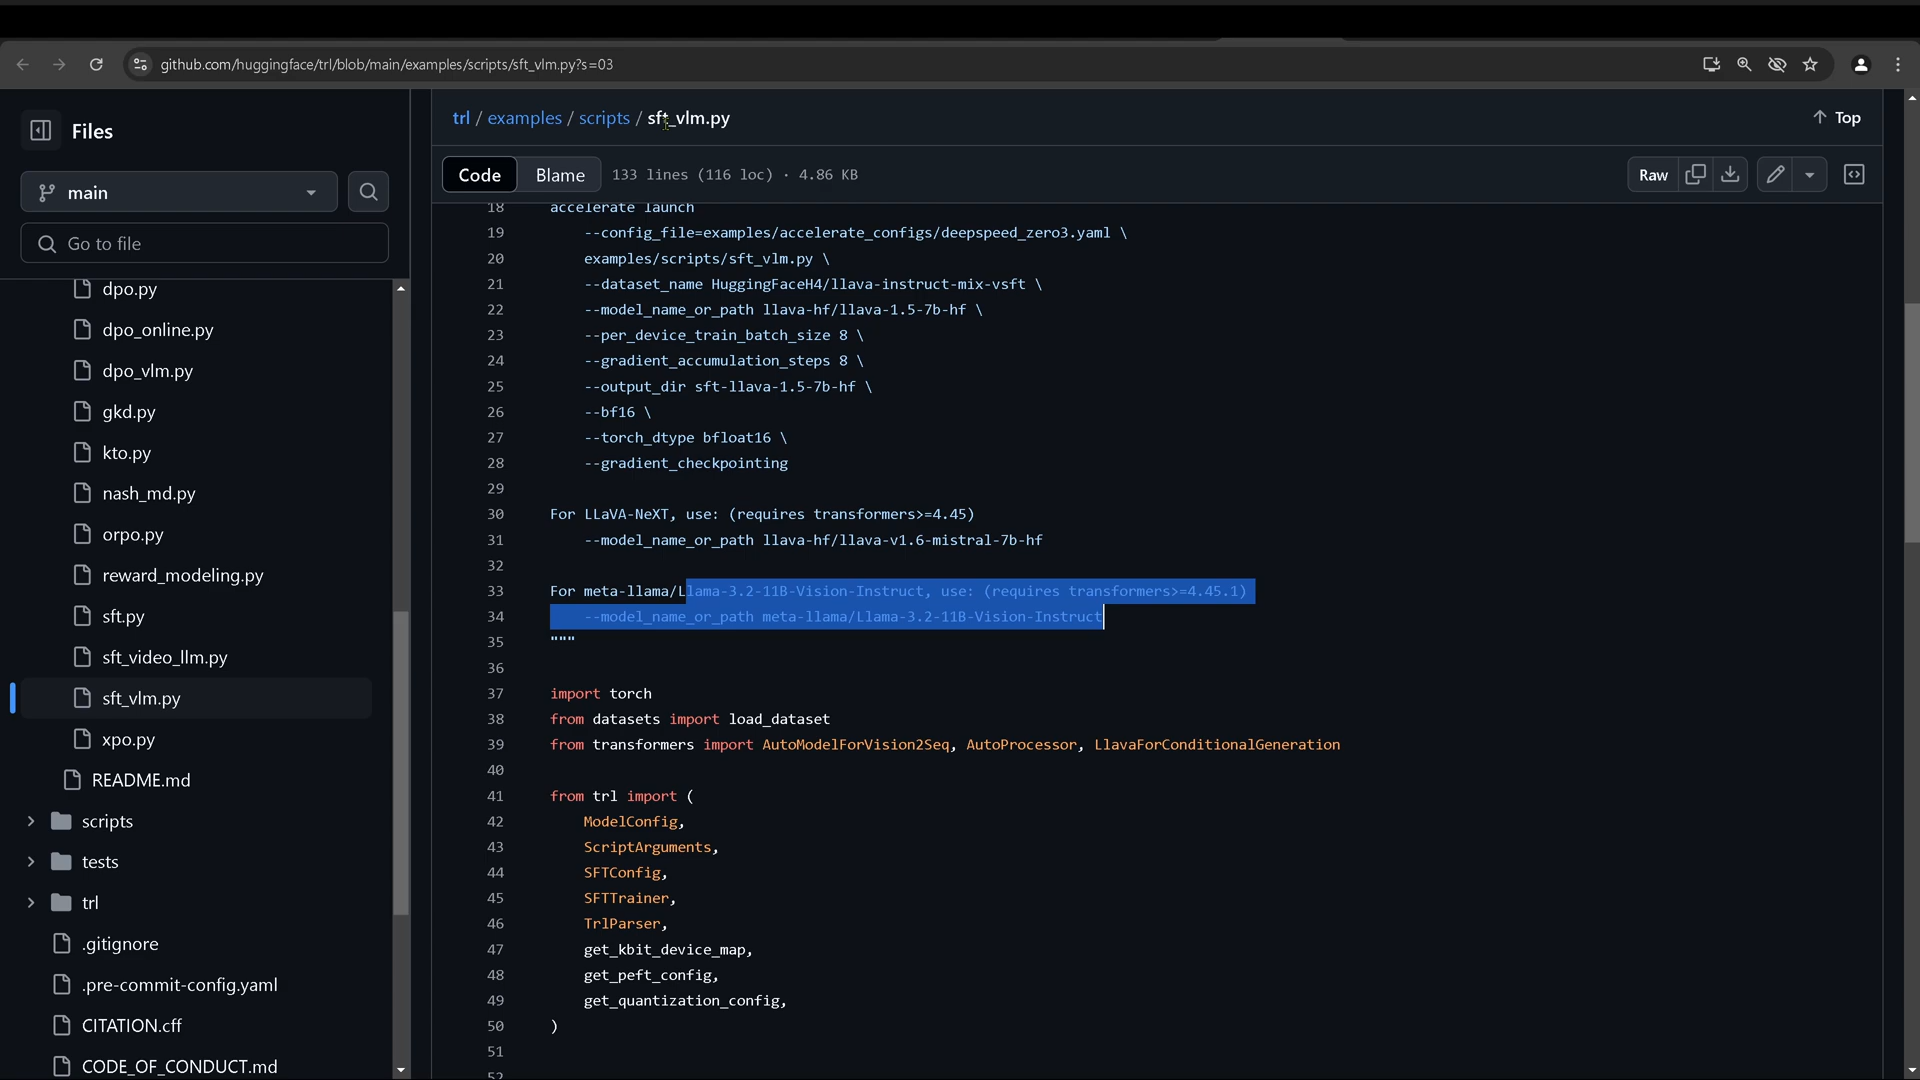 github.com/huggingface/trl/blob/main/examples/scripts/sft_vlm.py?s=03
Files
main
Go to file
dpo.py
dpo_online.py
dpo_vlm.py
gkd.py
kto.py
nash_md.py
orpo.py
reward_modeling.py
sft.py
sft_video_llm.py
sft_vlm.py
xpo.py
README.md
scripts
tests
trl
.gitignore
.pre-commit-config.yaml
CITATION.cff
CODE_OF_CONDUCT.md
trl / examples / scripts / sft_vlm.py
Top
Code Blame 133 lines (116 loc) · 4.86 KB
Raw
18 accelerate launch
19 --config_file=examples/accelerate_configs/deepspeed_zero3.yaml \
20 examples/scripts/sft_vlm.py \
21 --dataset_name HuggingFaceH4/llava-instruct-mix-vsft \
22 --model_name_or_path llava-hf/llava-1.5-7b-hf \
23 --per_device_train_batch_size 8 \
24 --gradient_accumulation_steps 8 \
25 --output_dir sft-llava-1.5-7b-hf \
26 --bf16 \
27 --torch_dtype bfloat16 \
28 --gradient_checkpointing
29
30 For LLaVA-NeXT, use: (requires transformers>=4.45)
31 --model_name_or_path llava-hf/llava-v1.6-mistral-7b-hf
32
33 For meta-llama/Llama-3.2-11B-Vision-Instruct, use: (requires transformers>=4.45.1)
34 --model_name_or_path meta-llama/Llama-3.2-11B-Vision-Instruct
35 """
36
37 import torch
38 from datasets import load_dataset
39 from transformers import AutoModelForVision2Seq, AutoProcessor, LlavaForConditionalGeneration
40
41 from trl import (
42 ModelConfig,
43 ScriptArguments,
44 SFTConfig,
45 SFTTrainer,
46 TrlParser,
47 get_kbit_device_map,
48 get_peft_config,
49 get_quantization_config,
50 )
51
52